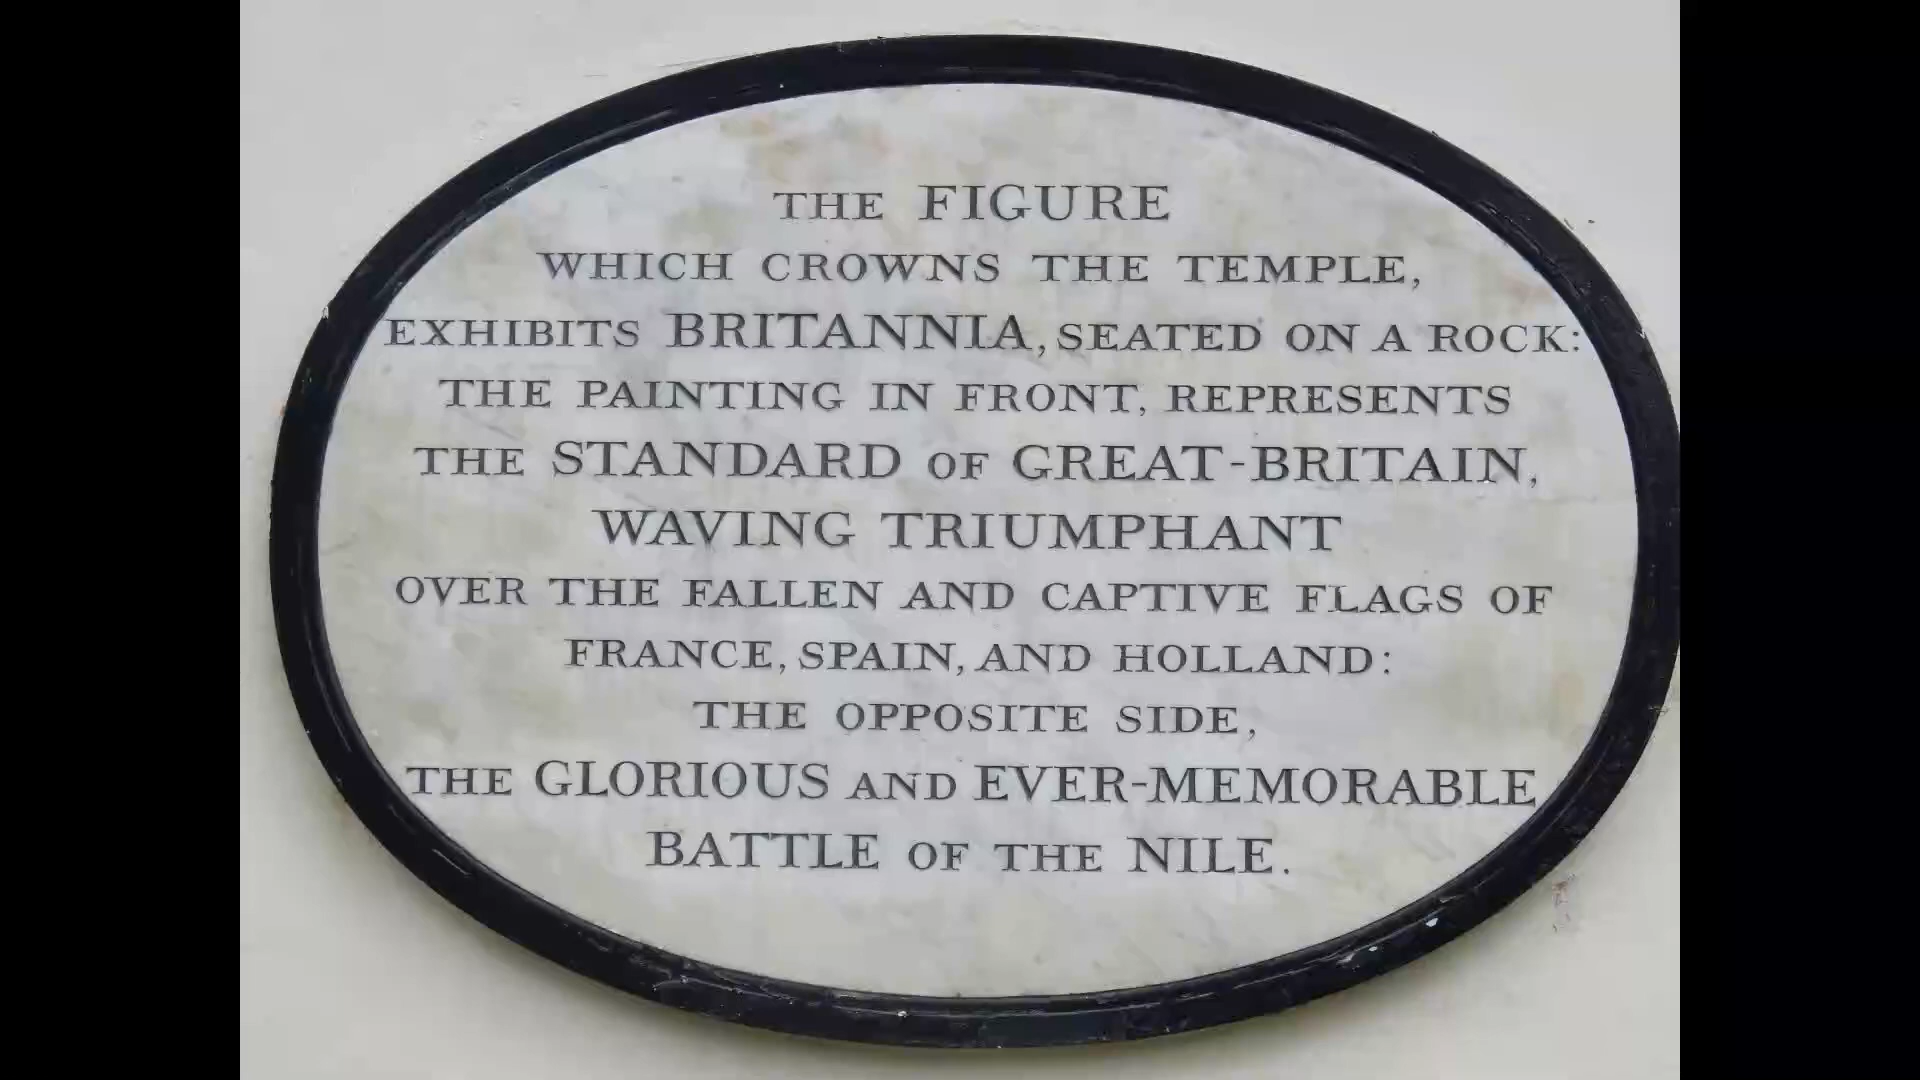 THE FIGURE
WHICH CROWNS THE TEMPLE,
EXHIBITS BRITANNIA, SEATED ON A ROCK:
THE PAINTING IN FRONT, REPRESENTS
THE STANDARD OF GREAT-BRITAIN,
WAVING TRIUMPHANT
OVER THE FALLEN AND CAPTIVE FLAGS OF
FRANCE, SPAIN, AND HOLLAND:
THE OPPOSITE SIDE,
THE GLORIOUS AND EVER-MEMORABLE
BATTLE OF THE NILE.